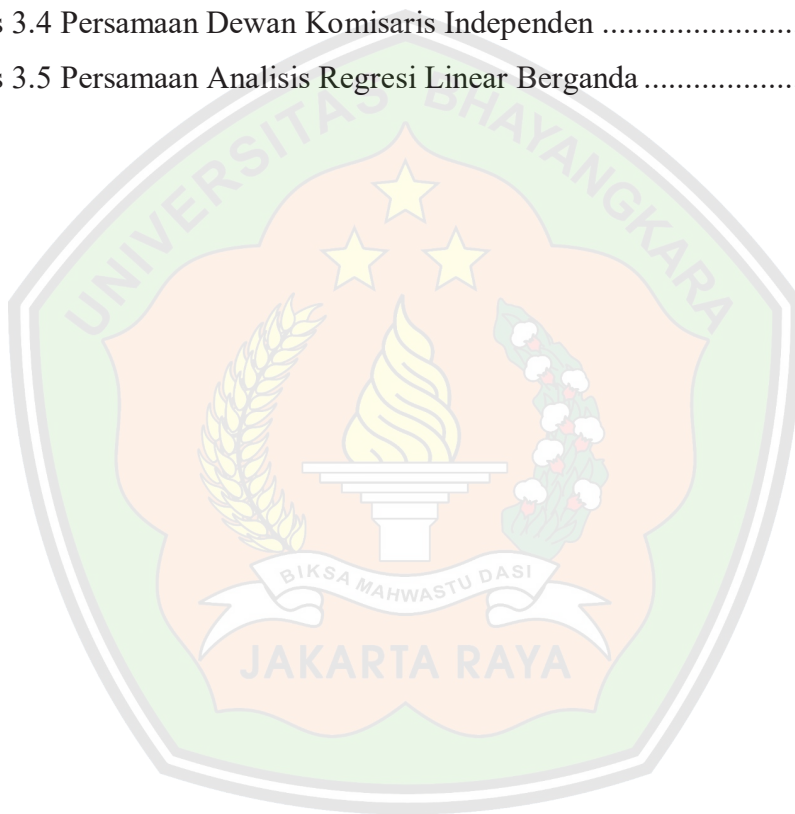 s 3.4 Persamaan Dewan Komisaris Independen ......................
s 3.5 Persamaan Analisis Regresi Linear Berganda ..................
UNIVERSITAS BHAYANGKARA
BIKSA MAHWASTU DASI
JAKARTA RAYA